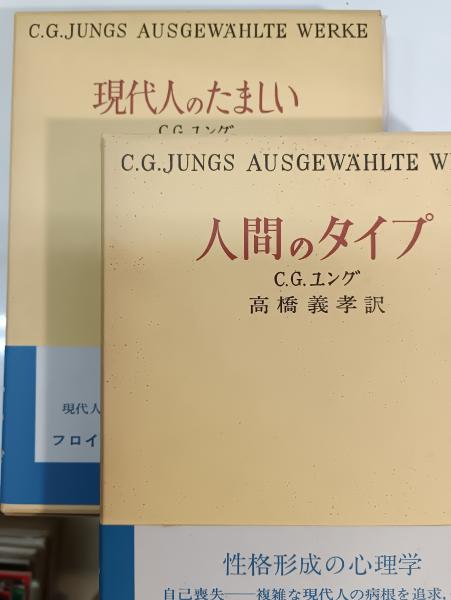 C.G.JUNGS AUSGEWÄHLTE WERKE
現代人のたましい
C.G.ユング
現代人
フロイ
C.G.JUNGS AUSGEWÄHLTE W
人間のタイプ
C.G.ユング
高橋義孝訳
性格形成の心理学
自己喪失──複雑な現代人の病根を追求、